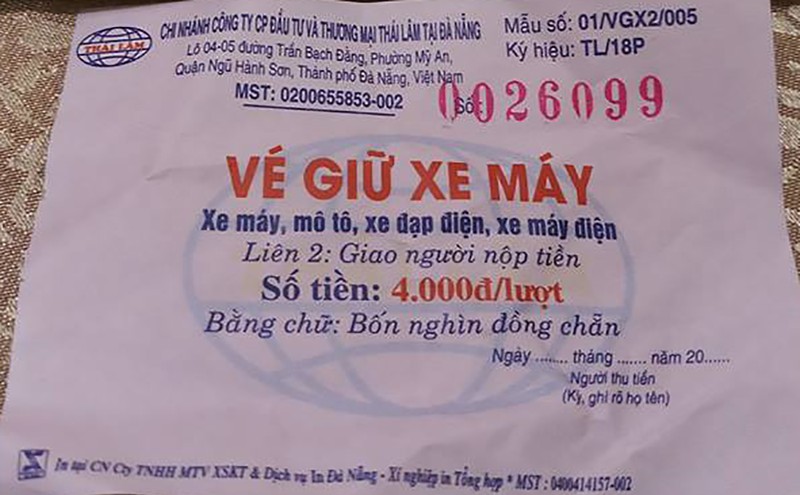 THAI LÂM
CHI NHÁNH CÔNG TY CP ĐẦU TƯ VÀ THƯƠNG MẠI THÁI LÂM TẠI ĐÀ NẴNG
Lô 04-05 đường Trần Bạch Đằng, Phường Mỹ An,
Quận Ngũ Hành Sơn, Thành phố Đà Nẵng, Việt Nam
MST: 0200655853-002
Mẫu số: 01/VGX2/005
Ký hiệu: TL/18P
Số: 0026099
VÉ GIỮ XE MÁY
Xe máy, mô tô, xe đạp điện, xe máy điện
Liên 2: Giao người nộp tiền
Số tiền: 4.000đ/lượt
Bằng chữ: Bốn nghìn đồng chẵn
Ngày ........ tháng ....... năm 20......
Người thu tiền
(Ký, ghi rõ họ tên)
In tại CN Cty TNHH MTV XSKT & Dịch vụ In Đà Nẵng - Xí nghiệp in Tổng hợp * MST : 0400414157-002